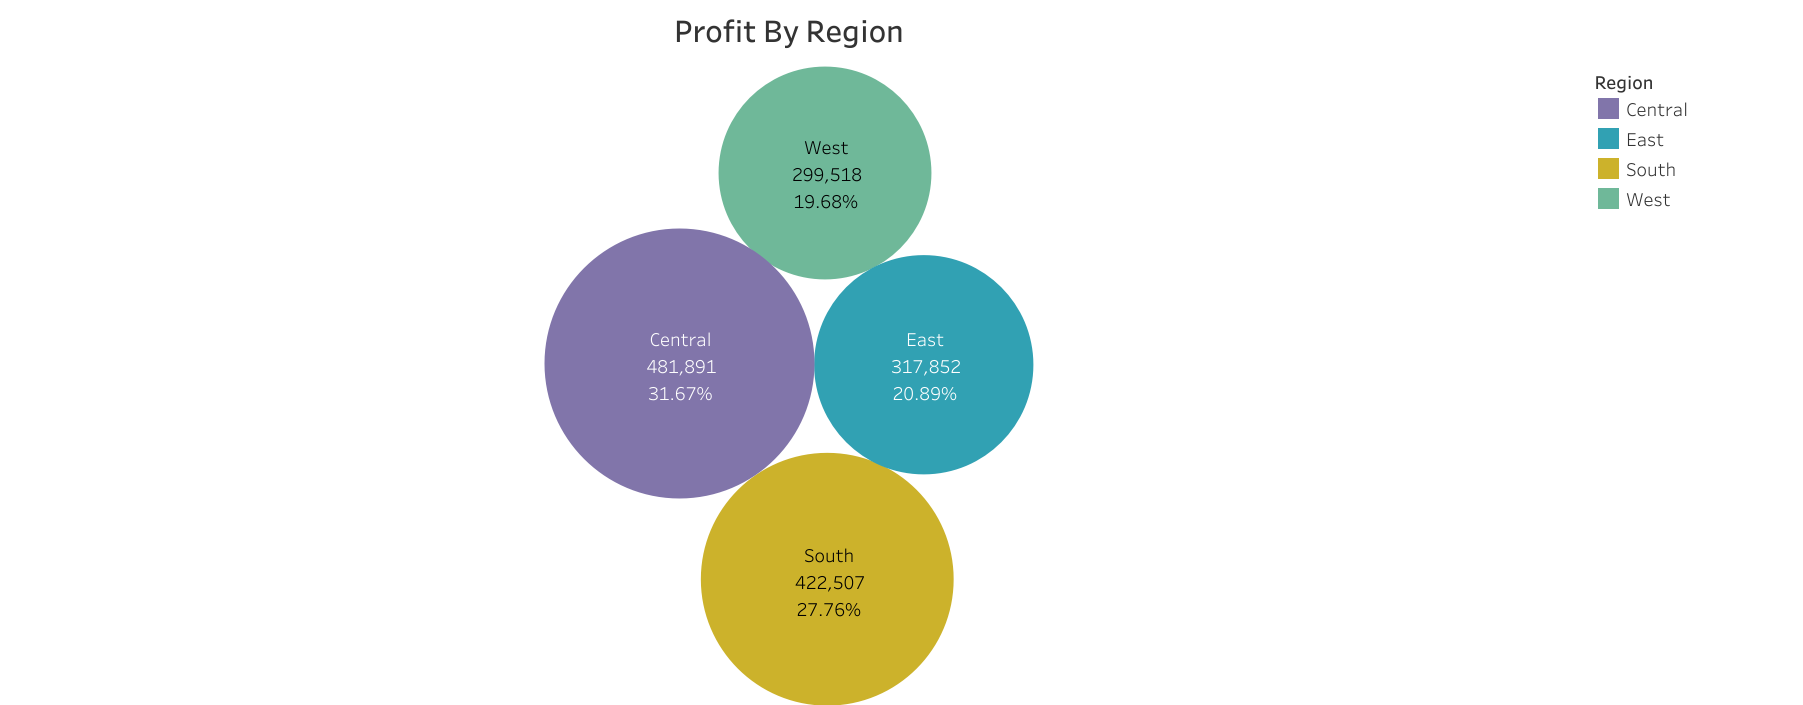 Profit By Region
West
299,518
19.68%
Central
481,891
31.67%
East
317,852
20.89%
South
422,507
27.76%
Region
Central
East
South
West